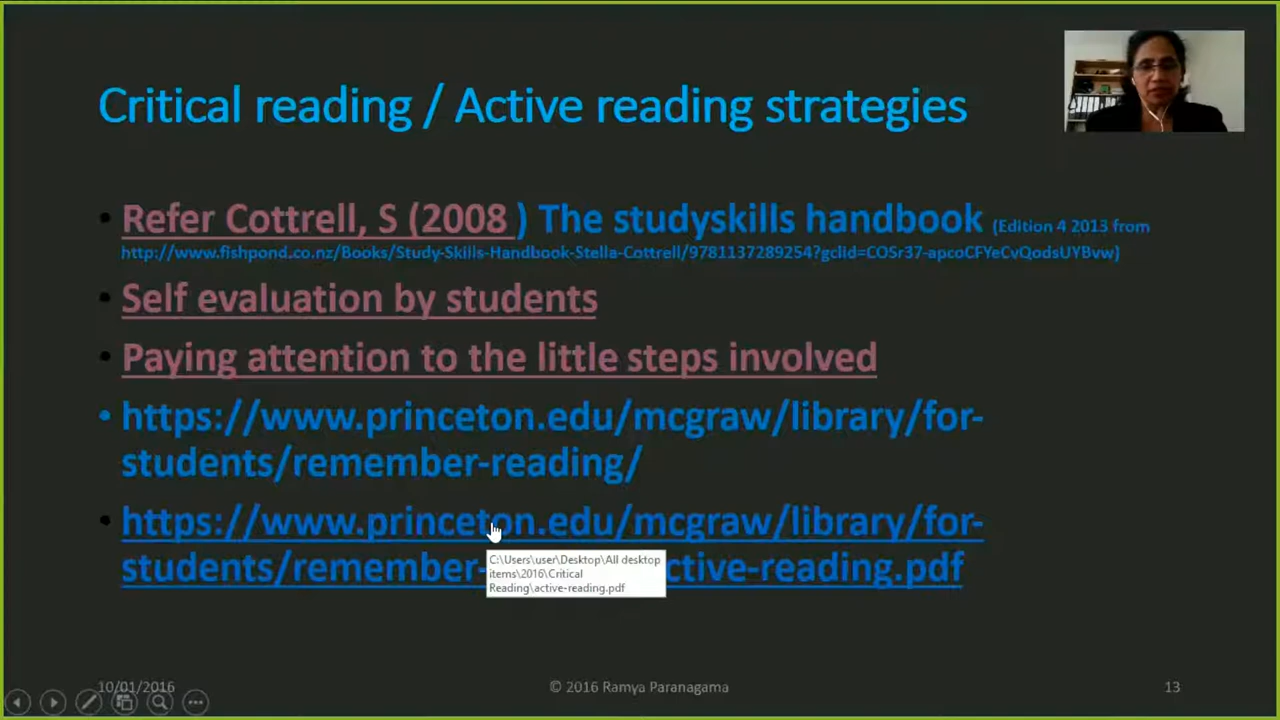 Critical reading / Active reading strategies
• Refer Cottrell, S (2008 ) The studyskills handbook (Edition 4 2013 from
http://www.fishpond.co.nz/Books/Study-Skills-Handbook-Stella-Cottrell/9781137289254?gclid=COSr37-apcoCFYeCvQodsUYBvw)
• Self evaluation by students
• Paying attention to the little steps involved
• https://www.princeton.edu/mcgraw/library/for-
students/remember-reading/
• https://www.princeton.edu/mcgraw/library/for-
students/remember- ctive-reading.pdf
C:\Users\user\Desktop\All desktop
items\2016\Critical
Reading\active-reading.pdf
10/01/2016
© 2016 Ramya Paranagama
13